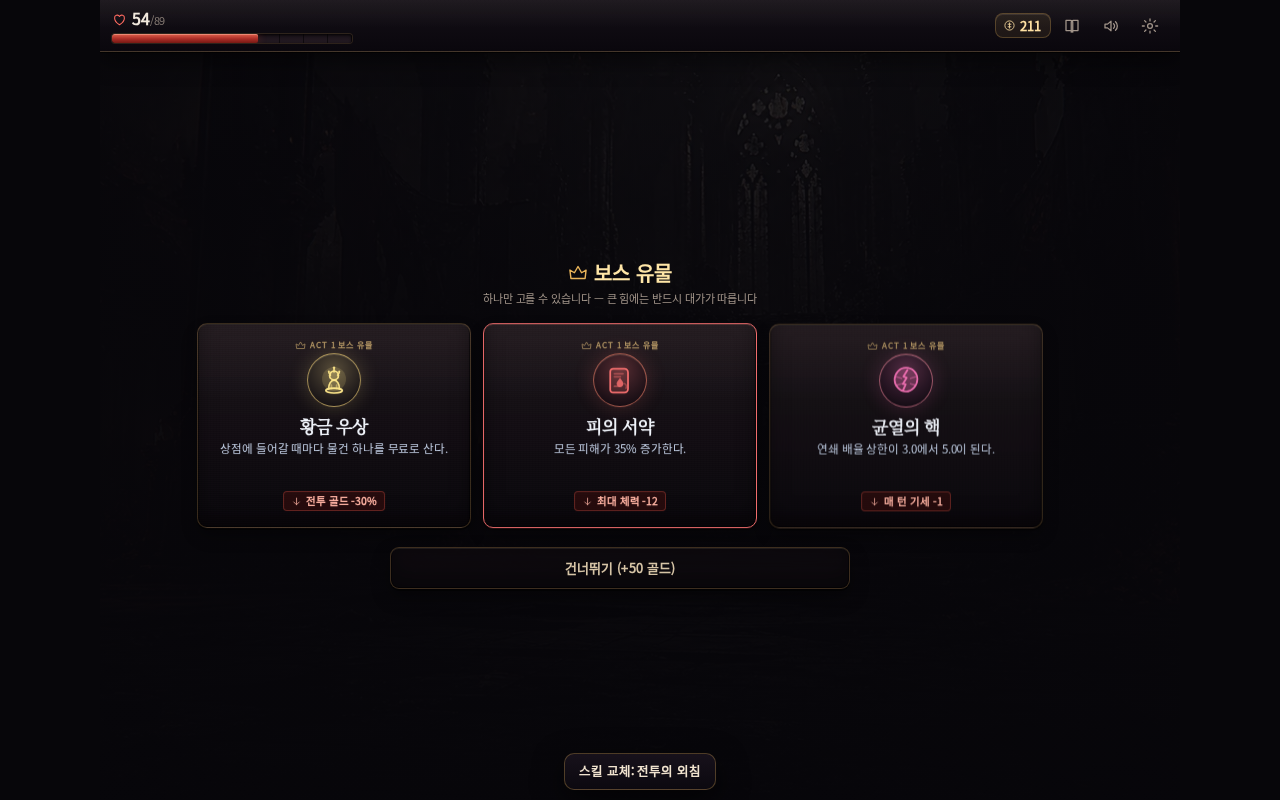 54/89
211
보스 유물
하나만 고를 수 있습니다 — 큰 힘에는 반드시 대가가 따릅니다
ACT 1 보스 유물
황금 우상
상점에 들어갈 때마다 물건 하나를 무료로 산다.
↓ 전투 골드 -30%
ACT 1 보스 유물
피의 서약
모든 피해가 35% 증가한다.
↓ 최대 체력 -12
ACT 1 보스 유물
균열의 핵
연쇄 배율 상한이 3.0에서 5.0이 된다.
↓ 매 턴 기세 -1
건너뛰기 (+50 골드)
스킬 교체: 전투의 외침